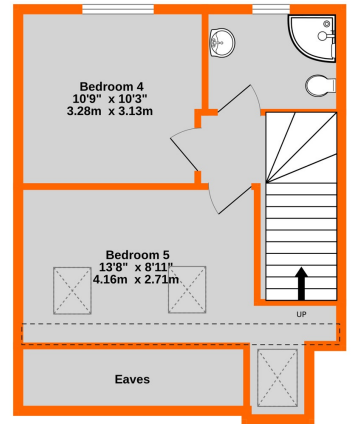 Bedroom 4
10'9" x 10'3"
3.28m x 3.13m
Bedroom 5
13'8" x 8'11"
4.16m x 2.71m
UP
Eaves